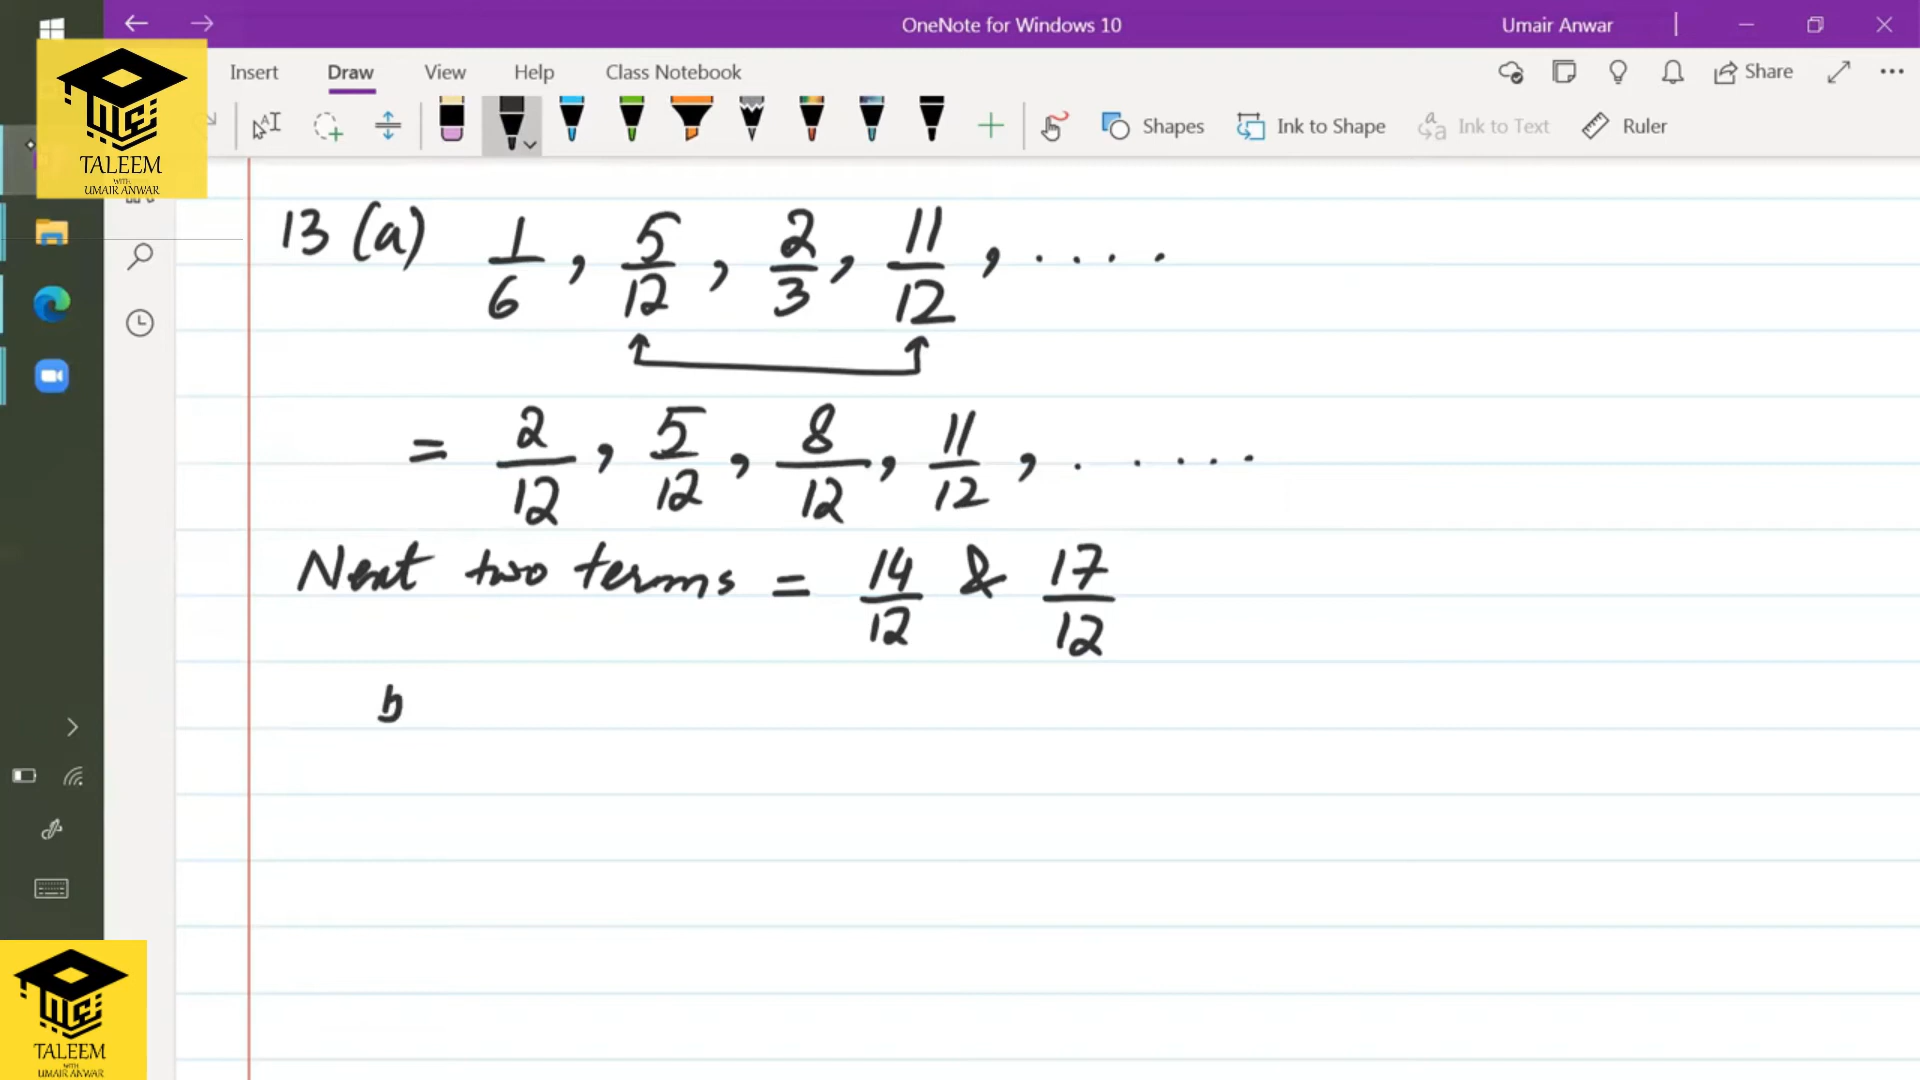 OneNote for Windows 10 Umair Anwar
Insert Draw View Help Class Notebook Share
Shapes Ink to Shape Ink to Text Ruler
TALEEM
WITH
UMAIR ANWAR
13 (a) 1/6 , 5/12 , 2/3 , 11/12 , ....
= 2/12 , 5/12 , 8/12 , 11/12 , ......
Next two terms = 14/12 & 17/12
b
TALEEM
WITH
UMAIR ANWAR